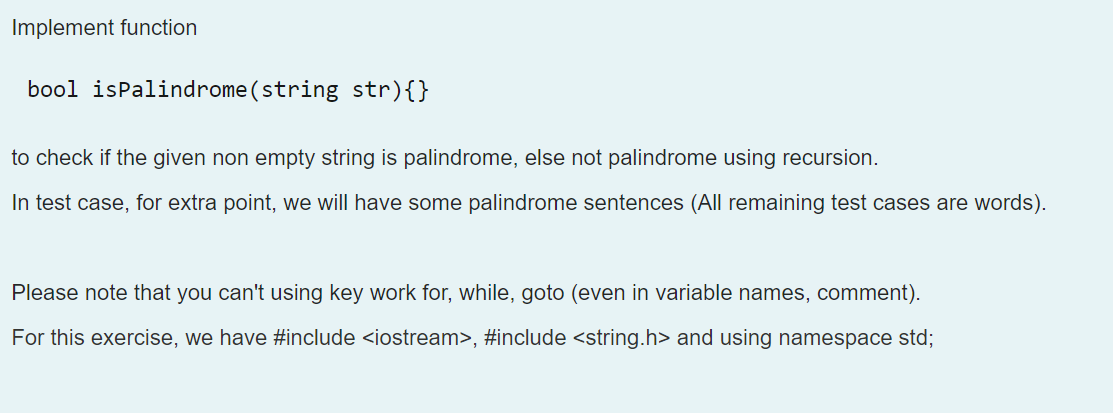 Implement function
bool isPalindrome(string str){}
to check if the given non empty string is palindrome, else not palindrome using recursion.
In test case, for extra point, we will have some palindrome sentences (All remaining test cases are words).
Please note that you can't using key work for, while, goto (even in variable names, comment).
For this exercise, we have #include <iostream>, #include <string.h> and using namespace std;